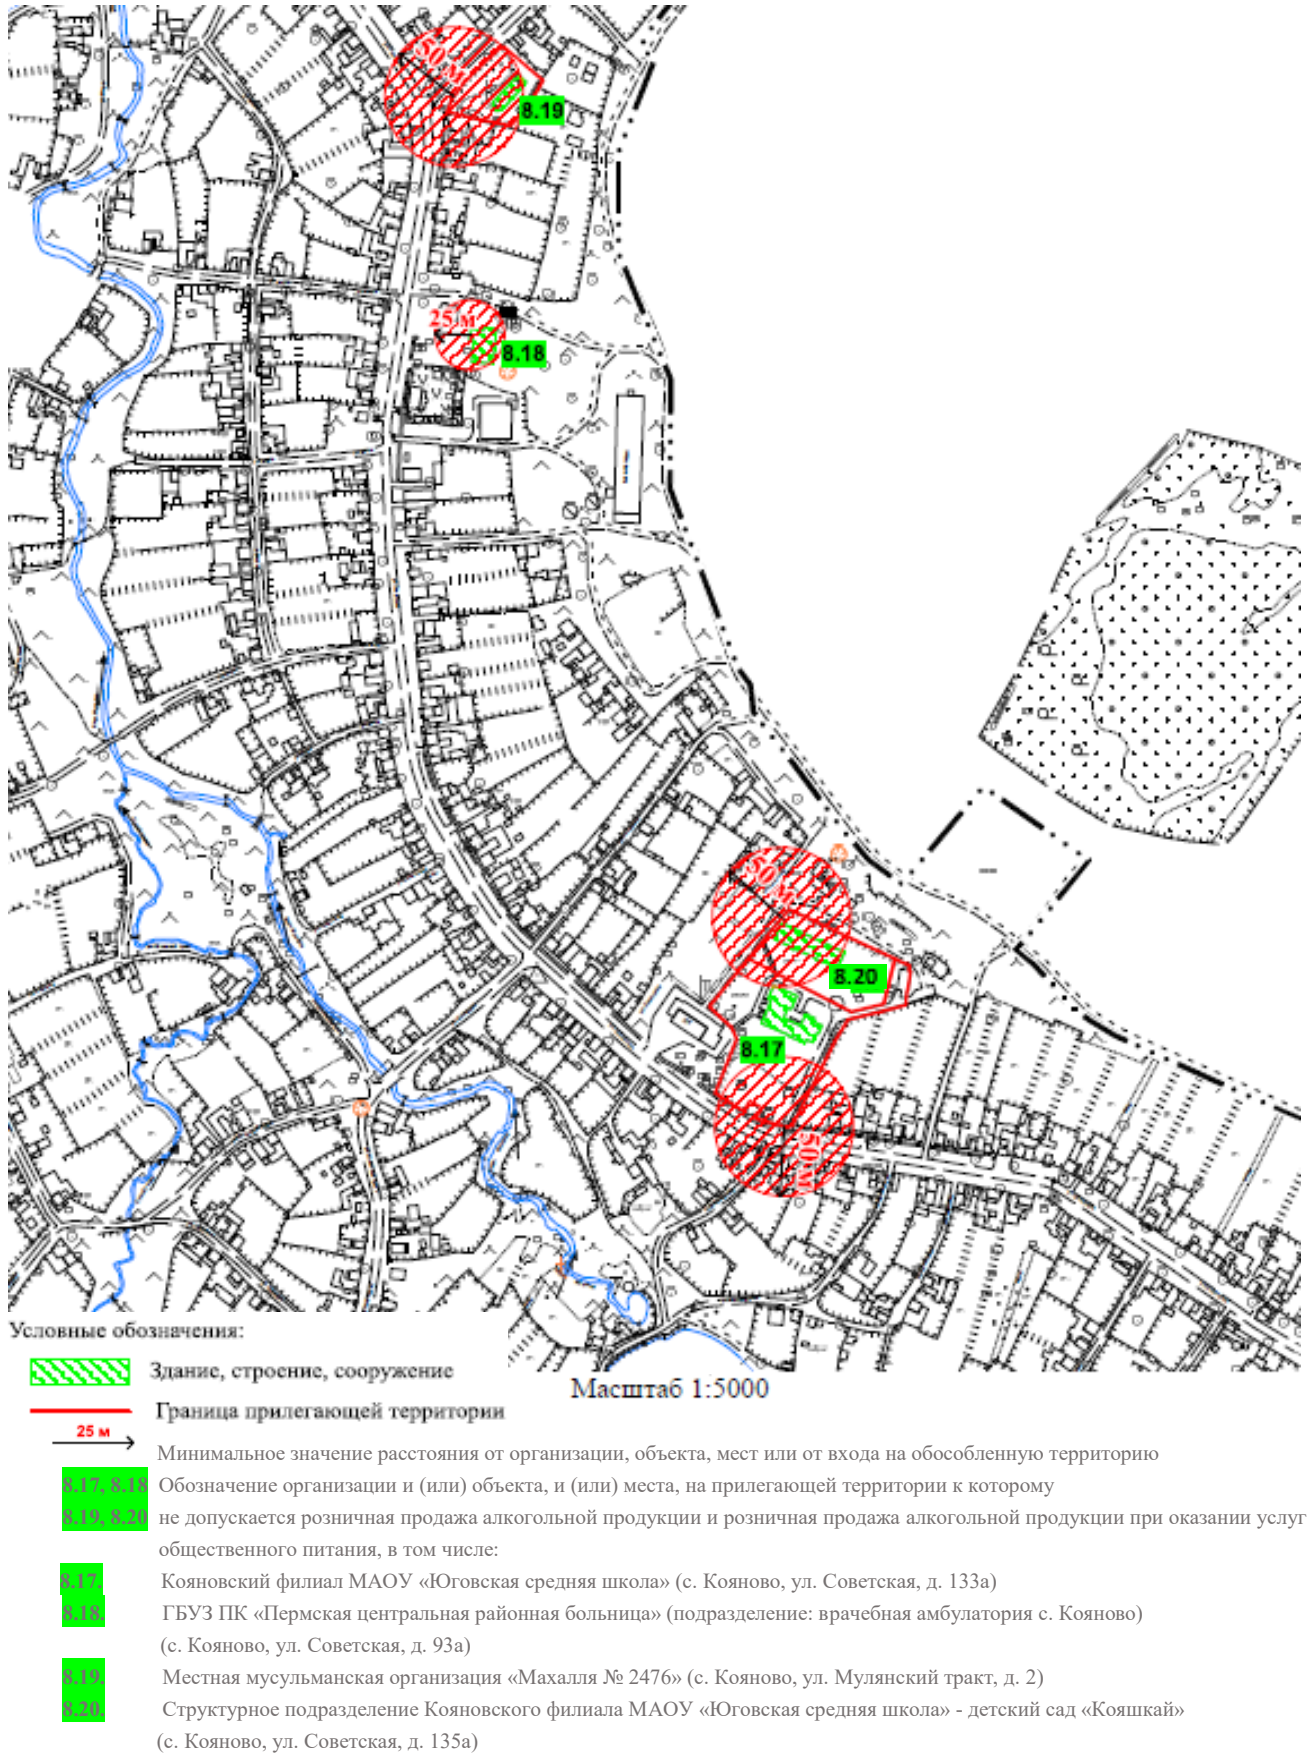 50 м
8.19
25 м
8.18
50 м
8.20
8.17
50 м
Условные обозначения:
Здание, строение, сооружение
Масштаб 1:5000
Граница прилегающей территории
25 м
Минимальное значение расстояния от организации, объекта, мест или от входа на обособленную территорию
8.17, 8.18 Обозначение организации и (или) объекта, и (или) места, на прилегающей территории к которому
8.19, 8.20 не допускается розничная продажа алкогольной продукции и розничная продажа алкогольной продукции при оказании услуг
общественного питания, в том числе:
8.17. Кояновский филиал МАОУ «Юговская средняя школа» (с. Кояново, ул. Советская, д. 133а)
8.18. ГБУЗ ПК «Пермская центральная районная больница» (подразделение: врачебная амбулатория с. Кояново)
(с. Кояново, ул. Советская, д. 93а)
8.19. Местная мусульманская организация «Махалля № 2476» (с. Кояново, ул. Мулянский тракт, д. 2)
8.20. Структурное подразделение Кояновского филиала МАОУ «Юговская средняя школа» - детский сад «Кояшкай»
(с. Кояново, ул. Советская, д. 135а)